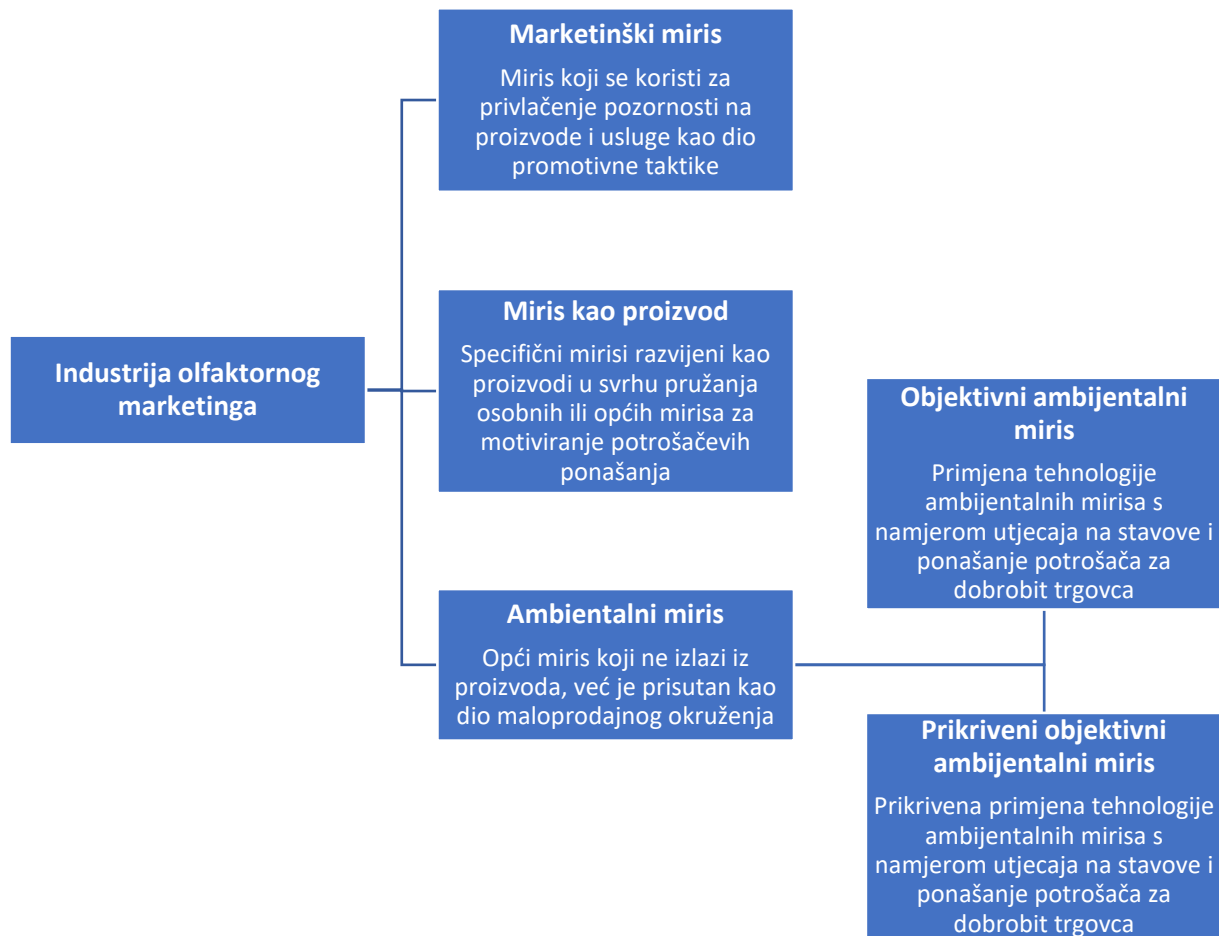 Marketinški miris
Miris koji se koristi za
privlačenje pozornosti na
proizvode i usluge kao dio
promotivne taktike
Industrija olfaktornog
marketinga
Miris kao proizvod
Specifični mirisi razvijeni kao
proizvodi u svrhu pružanja
osobnih ili općih mirisa za
motiviranje potrošačevih
ponašanja
Ambientalni miris
Opći miris koji ne izlazi iz
proizvoda, već je prisutan kao
dio maloprodajnog okruženja
Objektivni ambijentalni
miris
Primjena tehnologije
ambijentalnih mirisa s
namjerom utjecaja na stavove i
ponašanje potrošača za
dobrobit trgovca
Prikriveni objektivni
ambijentalni miris
Prikrivena primjena tehnologije
ambijentalnih mirisa s
namjerom utjecaja na stavove i
ponašanje potrošača za
dobrobit trgovca